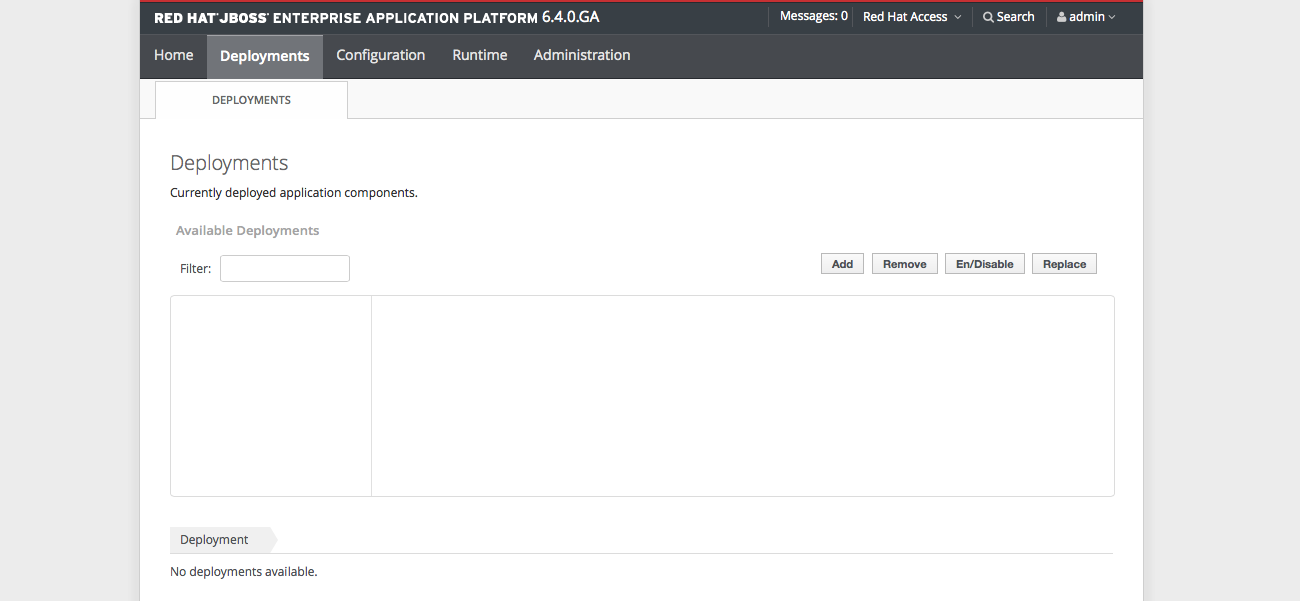 RED HAT JBOSS ENTERPRISE APPLICATION PLATFORM 6.4.0.GA Messages: 0 Red Hat Access Search admin
Home Deployments Configuration Runtime Administration
DEPLOYMENTS
Deployments
Currently deployed application components.
Available Deployments
Filter: Add Remove En/Disable Replace
Deployment
No deployments available.